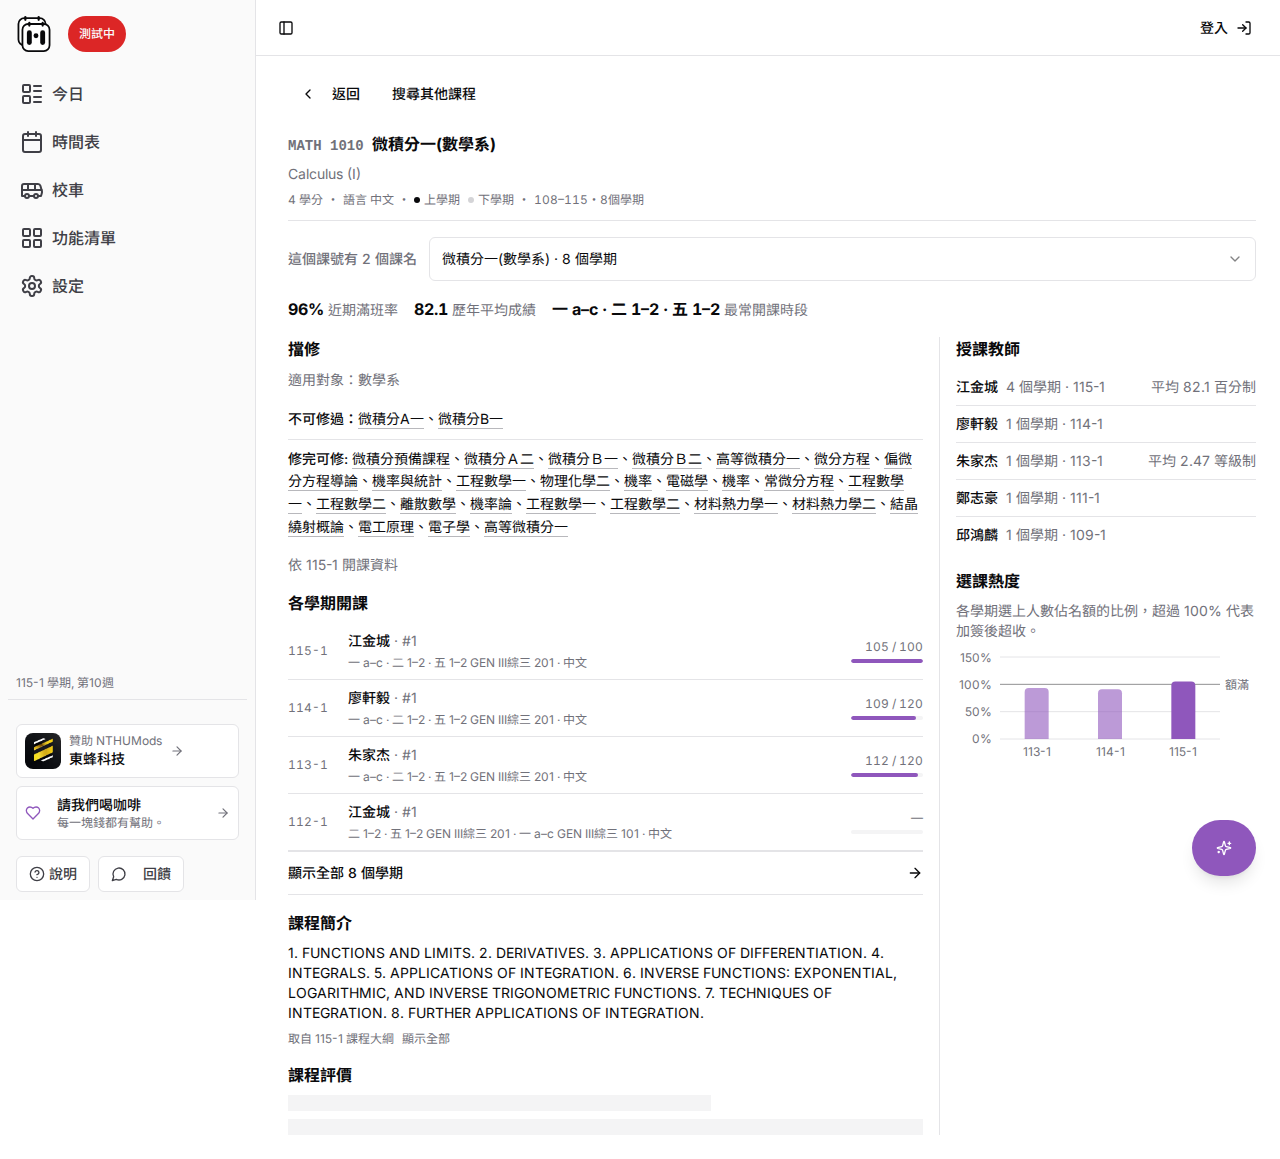 測試中
今日
時間表
校車
功能清單
設定
115-1 學期, 第10週
贊助 NTHUMods
東蜂科技
請我們喝咖啡
每一塊錢都有幫助。
說明
回饋
登入
返回
搜尋其他課程
MATH 1010 微積分一(數學系)
Calculus (I)
4 學分 • 語言 中文 • 上學期 下學期 • 108–115 • 8個學期
這個課號有 2 個課名
微積分一(數學系) · 8 個學期
96% 近期滿班率 82.1 歷年平均成績 一 a–c · 二 1–2 · 五 1–2 最常開課時段
擋修
適用對象：數學系
不可修過：微積分A一、微積分B一
修完可修: 微積分預備課程、微積分Ａ二、微積分Ｂ一、微積分Ｂ二、高等微積分一、微分方程、偏微
分方程導論、機率與統計、工程數學一、物理化學二、機率、電磁學、機率、常微分方程、工程數學
一、工程數學二、離散數學、機率論、工程數學一、工程數學二、材料熱力學一、材料熱力學二、結晶
繞射概論、電工原理、電子學、高等微積分一
依 115-1 開課資料
各學期開課
115-1
江金城 · #1
一 a–c · 二 1–2 · 五 1–2 GEN III綜三 201 · 中文
105 / 100
114-1
廖軒毅 · #1
一 a–c · 二 1–2 · 五 1–2 GEN III綜三 201 · 中文
109 / 120
113-1
朱家杰 · #1
一 a–c · 二 1–2 · 五 1–2 GEN III綜三 201 · 中文
112 / 120
112-1
江金城 · #1
二 1–2 · 五 1–2 GEN III綜三 201 · 一 a–c GEN III綜三 101 · 中文
—
顯示全部 8 個學期
課程簡介
1. FUNCTIONS AND LIMITS. 2. DERIVATIVES. 3. APPLICATIONS OF DIFFERENTIATION. 4.
INTEGRALS. 5. APPLICATIONS OF INTEGRATION. 6. INVERSE FUNCTIONS: EXPONENTIAL,
LOGARITHMIC, AND INVERSE TRIGONOMETRIC FUNCTIONS. 7. TECHNIQUES OF
INTEGRATION. 8. FURTHER APPLICATIONS OF INTEGRATION.
取自 115-1 課程大綱 顯示全部
課程評價
授課教師
江金城 4 個學期 · 115-1 平均 82.1 百分制
廖軒毅 1 個學期 · 114-1
朱家杰 1 個學期 · 113-1 平均 2.47 等級制
鄭志豪 1 個學期 · 111-1
邱鴻麟 1 個學期 · 109-1
選課熱度
各學期選上人數佔名額的比例，超過 100% 代表
加簽後超收。
150%
100%
額滿
50%
0%
113-1
114-1
115-1